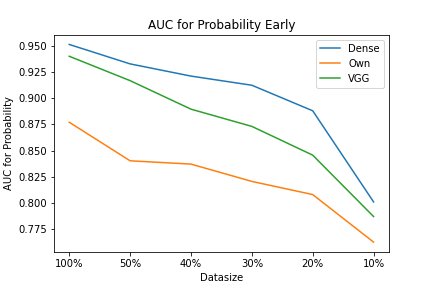 AUC for Probability Early
Dense
Own
VGG
AUC for Probability
0.950
0.925
0.900
0.875
0.850
0.825
0.800
0.775
100%
50%
40%
30%
20%
10%
Datasize